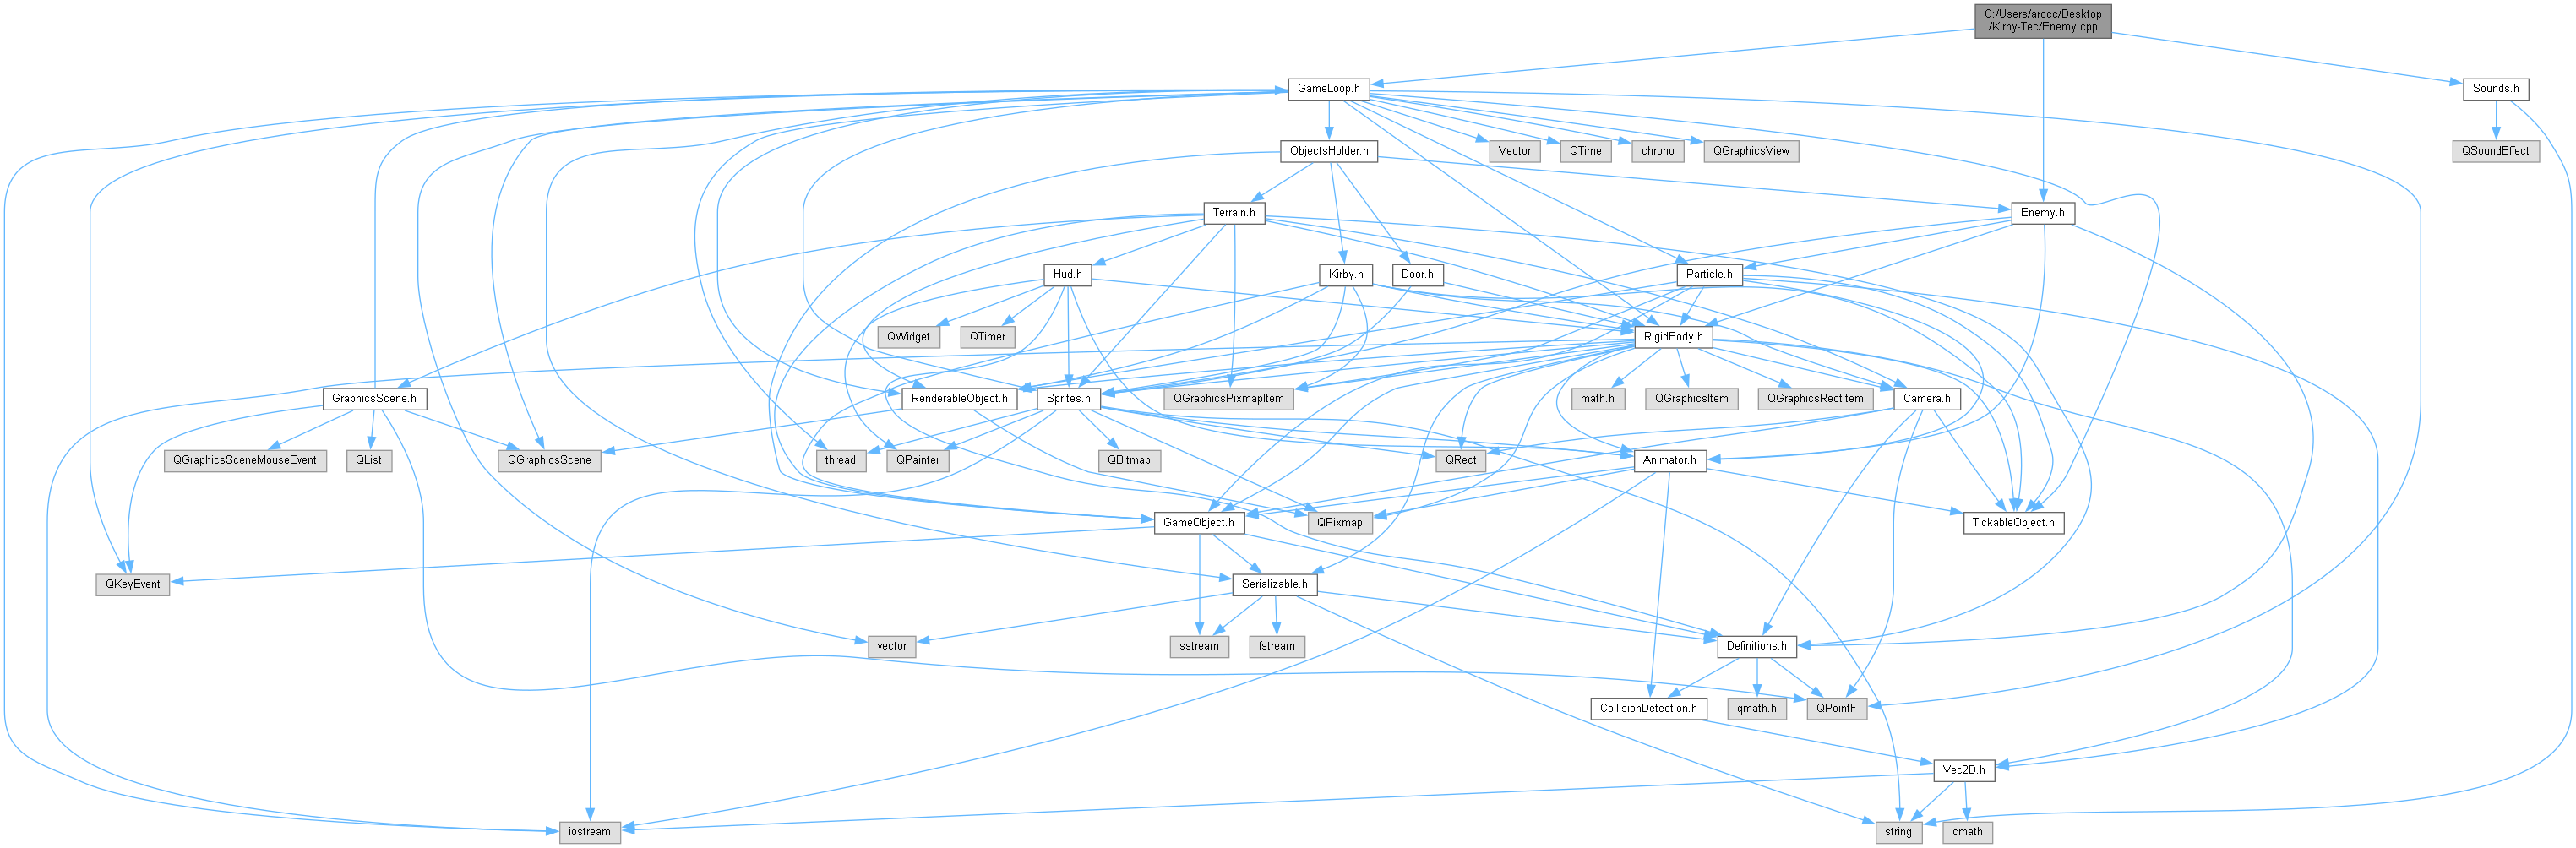 C:/Users/arocc/Desktop
/Kirby-Tec/Enemy.cpp
GameLoop.h
Sounds.h
ObjectsHolder.h
Vector
QTime
chrono
QGraphicsView
QSoundEffect
Terrain.h
Enemy.h
Hud.h
Kirby.h
Door.h
Particle.h
QWidget
QTimer
RigidBody.h
GraphicsScene.h
RenderableObject.h
Sprites.h
QGraphicsPixmapItem
math.h
QGraphicsItem
QGraphicsRectItem
Camera.h
QGraphicsSceneMouseEvent
QList
QGraphicsScene
thread
QPainter
QBitmap
QRect
Animator.h
GameObject.h
QPixmap
TickableObject.h
QKeyEvent
Serializable.h
vector
sstream
fstream
Definitions.h
CollisionDetection.h
qmath.h
QPointF
Vec2D.h
iostream
string
cmath